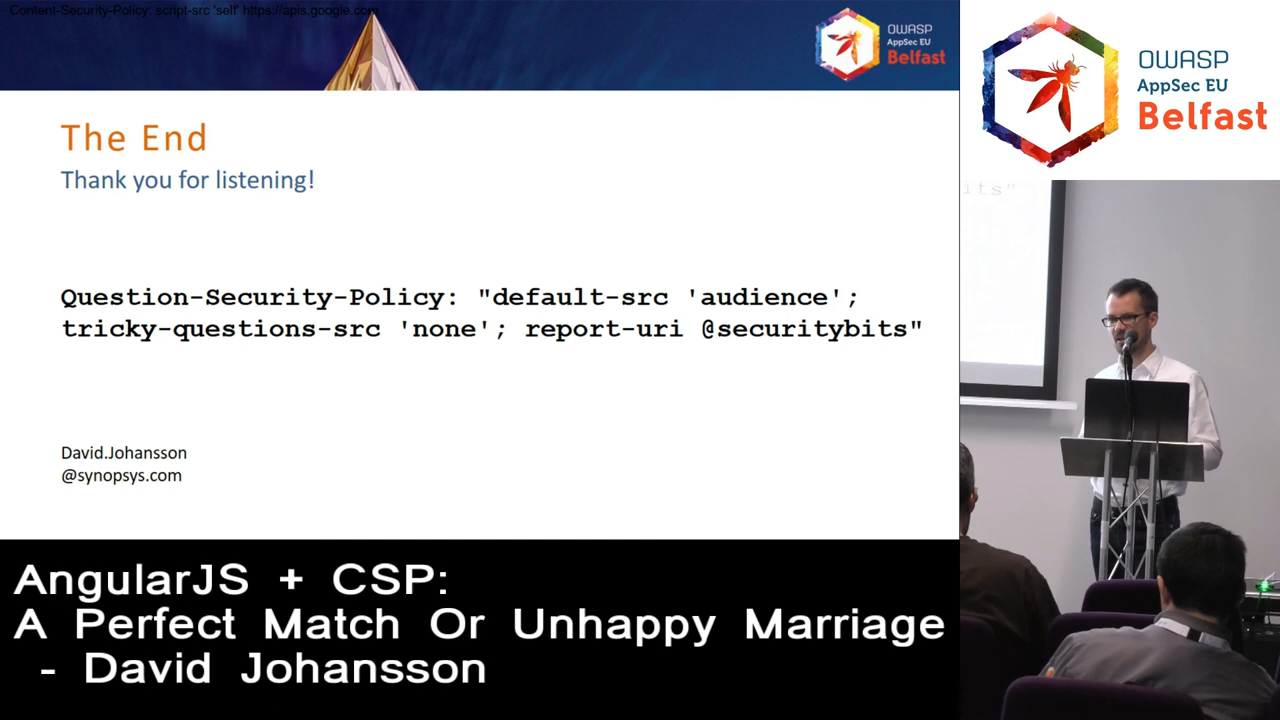 Content-Security-Policy: script-src 'self' https://apis.google.com
OWASP
AppSec EU
Belfast
The End
Thank you for listening!
Question-Security-Policy: "default-src 'audience';
tricky-questions-src 'none'; report-uri @securitybits"
David.Johansson
@synopsys.com
OWASP
AppSec EU
Belfast
its"
AngularJS + CSP:
A Perfect Match Or Unhappy Marriage
- David Johansson